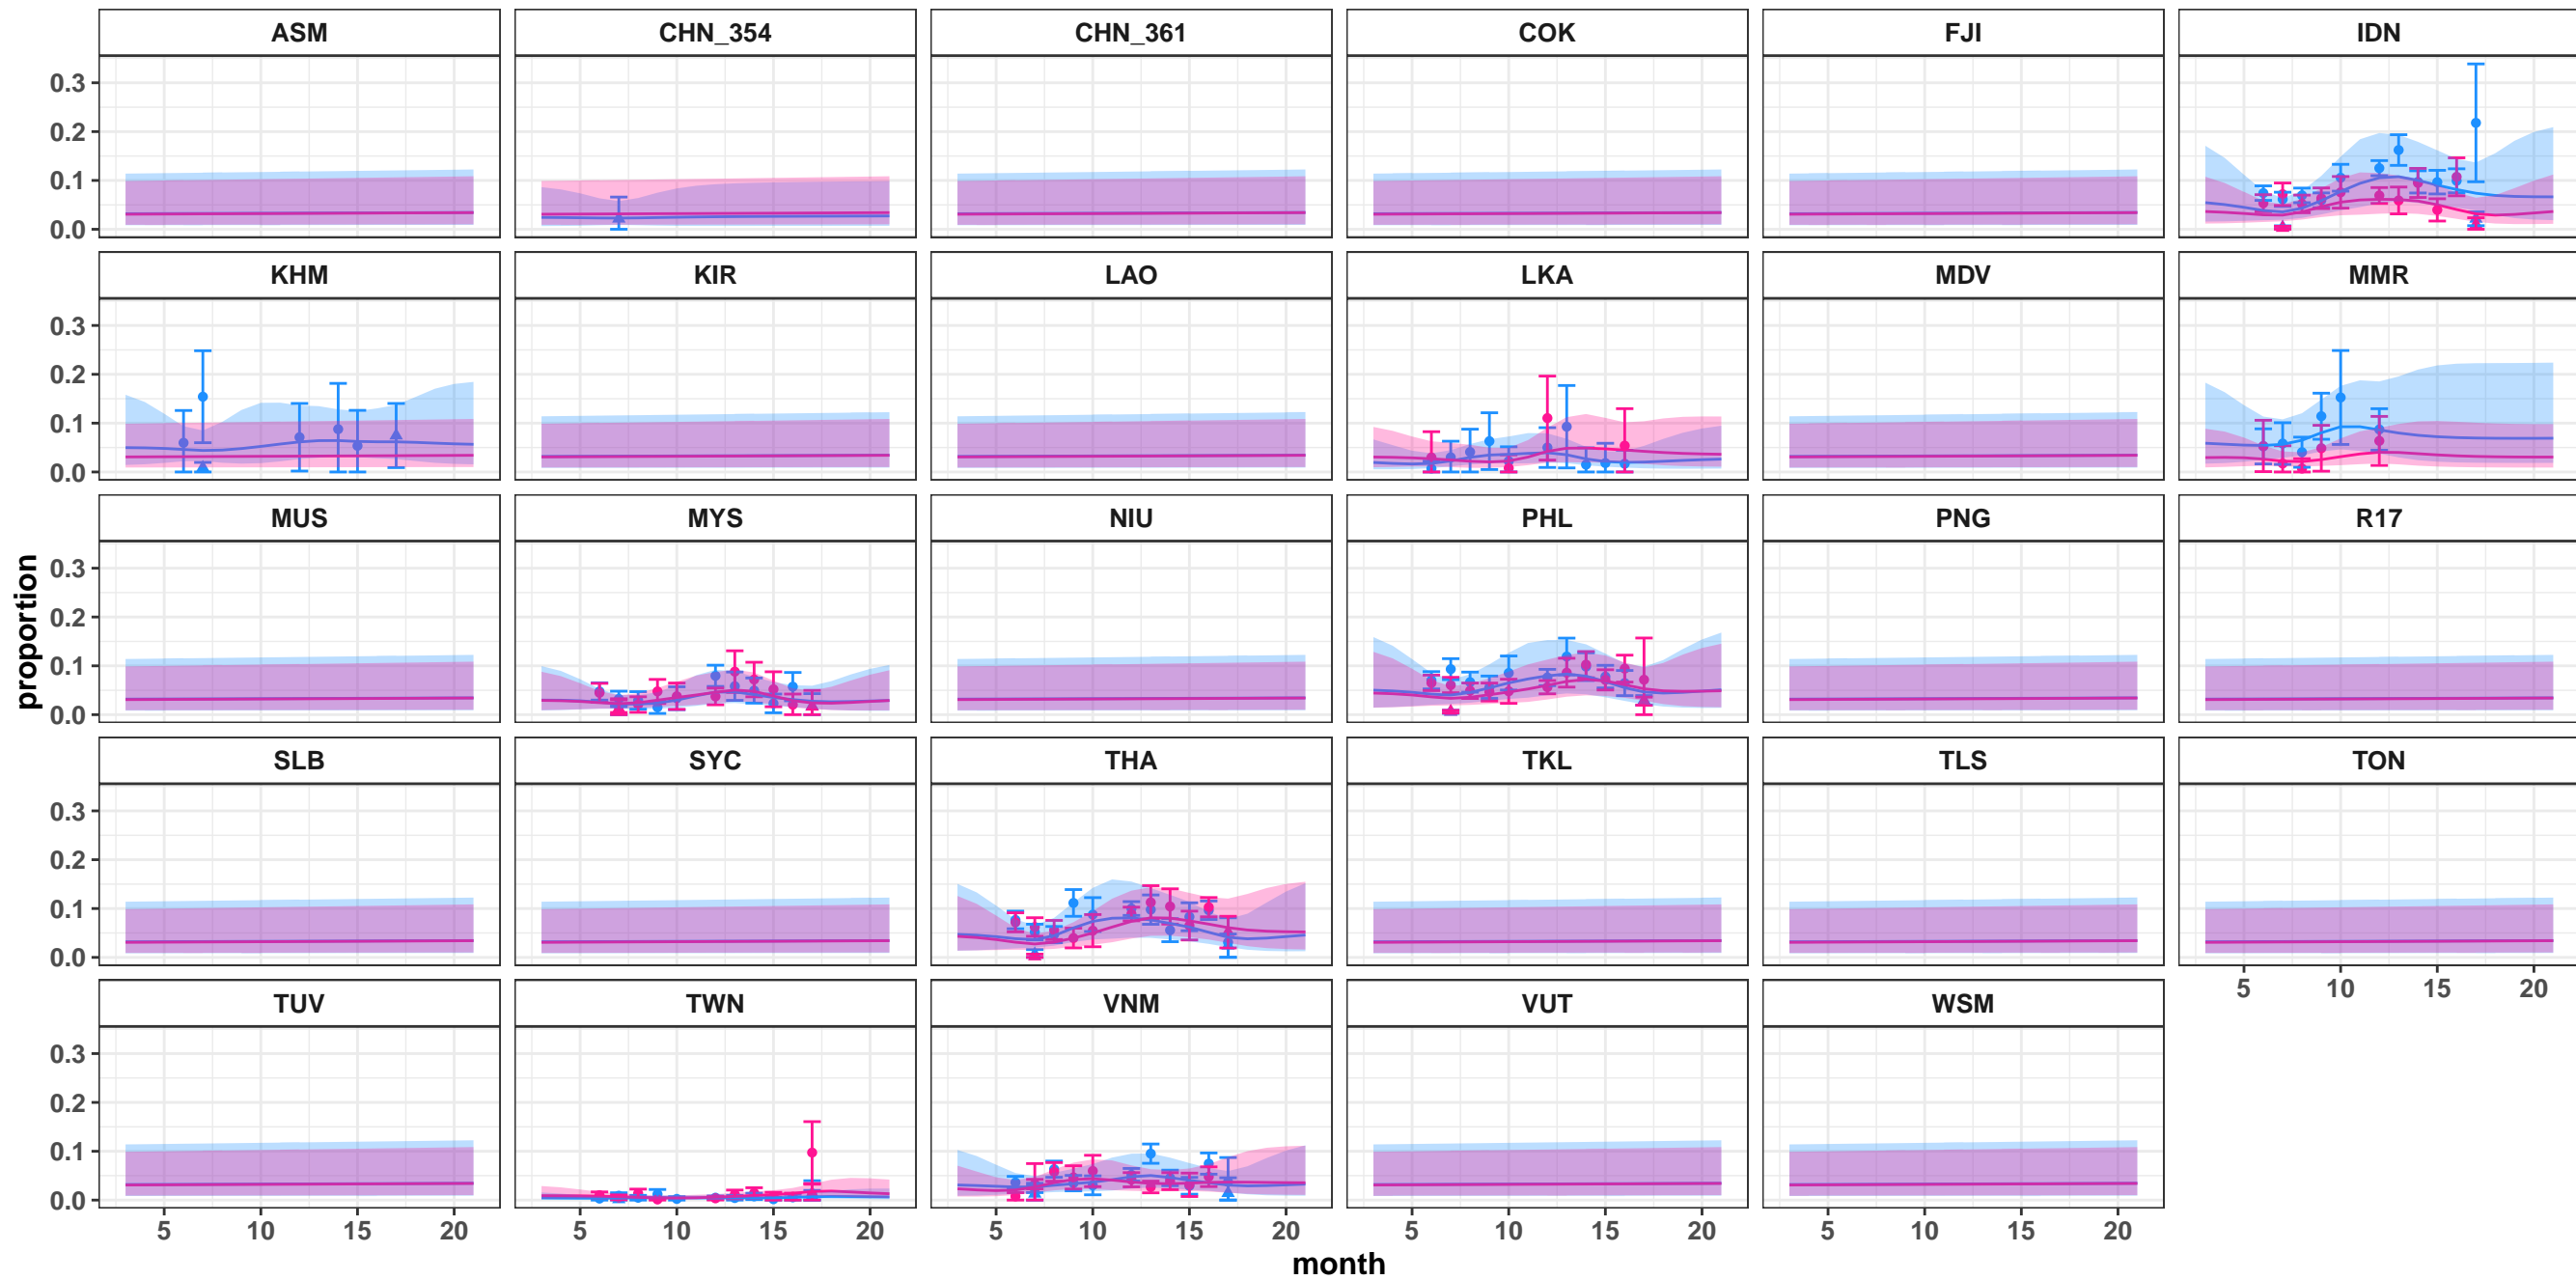 ASM CHN_354 CHN_361 COK FJI IDN
0.3
0.2
0.1
0.0
KHM KIR LAO LKA MDV MMR
0.3
0.2
0.1
0.0
MUS MYS NIU PHL PNG R17
0.3
0.2
0.1
0.0
proportion
SLB SYC THA TKL TLS TON
0.3
0.2
0.1
0.0
5 10 15 20
TUV TWN VNM VUT WSM
0.3
0.2
0.1
0.0
5 10 15 20 5 10 15 20 5 10 15 20 5 10 15 20 5 10 15 20
month